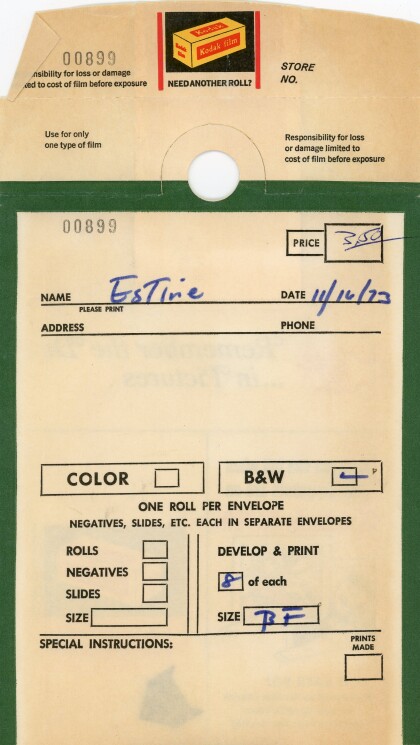 00899
nsibility for loss or damage
ted to cost of film before exposure
Kodak
Kodak film
NEED ANOTHER ROLL?
STORE
NO.
Use for only
one type of film
Responsibility for loss
or damage limited to
cost of film before exposure
00899
PRICE 3.50
NAME EsTine DATE 11/16/73
PLEASE PRINT
ADDRESS PHONE
COLOR B&W P
ONE ROLL PER ENVELOPE
NEGATIVES, SLIDES, ETC. EACH IN SEPARATE ENVELOPES
ROLLS
NEGATIVES
SLIDES
SIZE
DEVELOP & PRINT
8 of each
SIZE BF
SPECIAL INSTRUCTIONS:
PRINTS
MADE